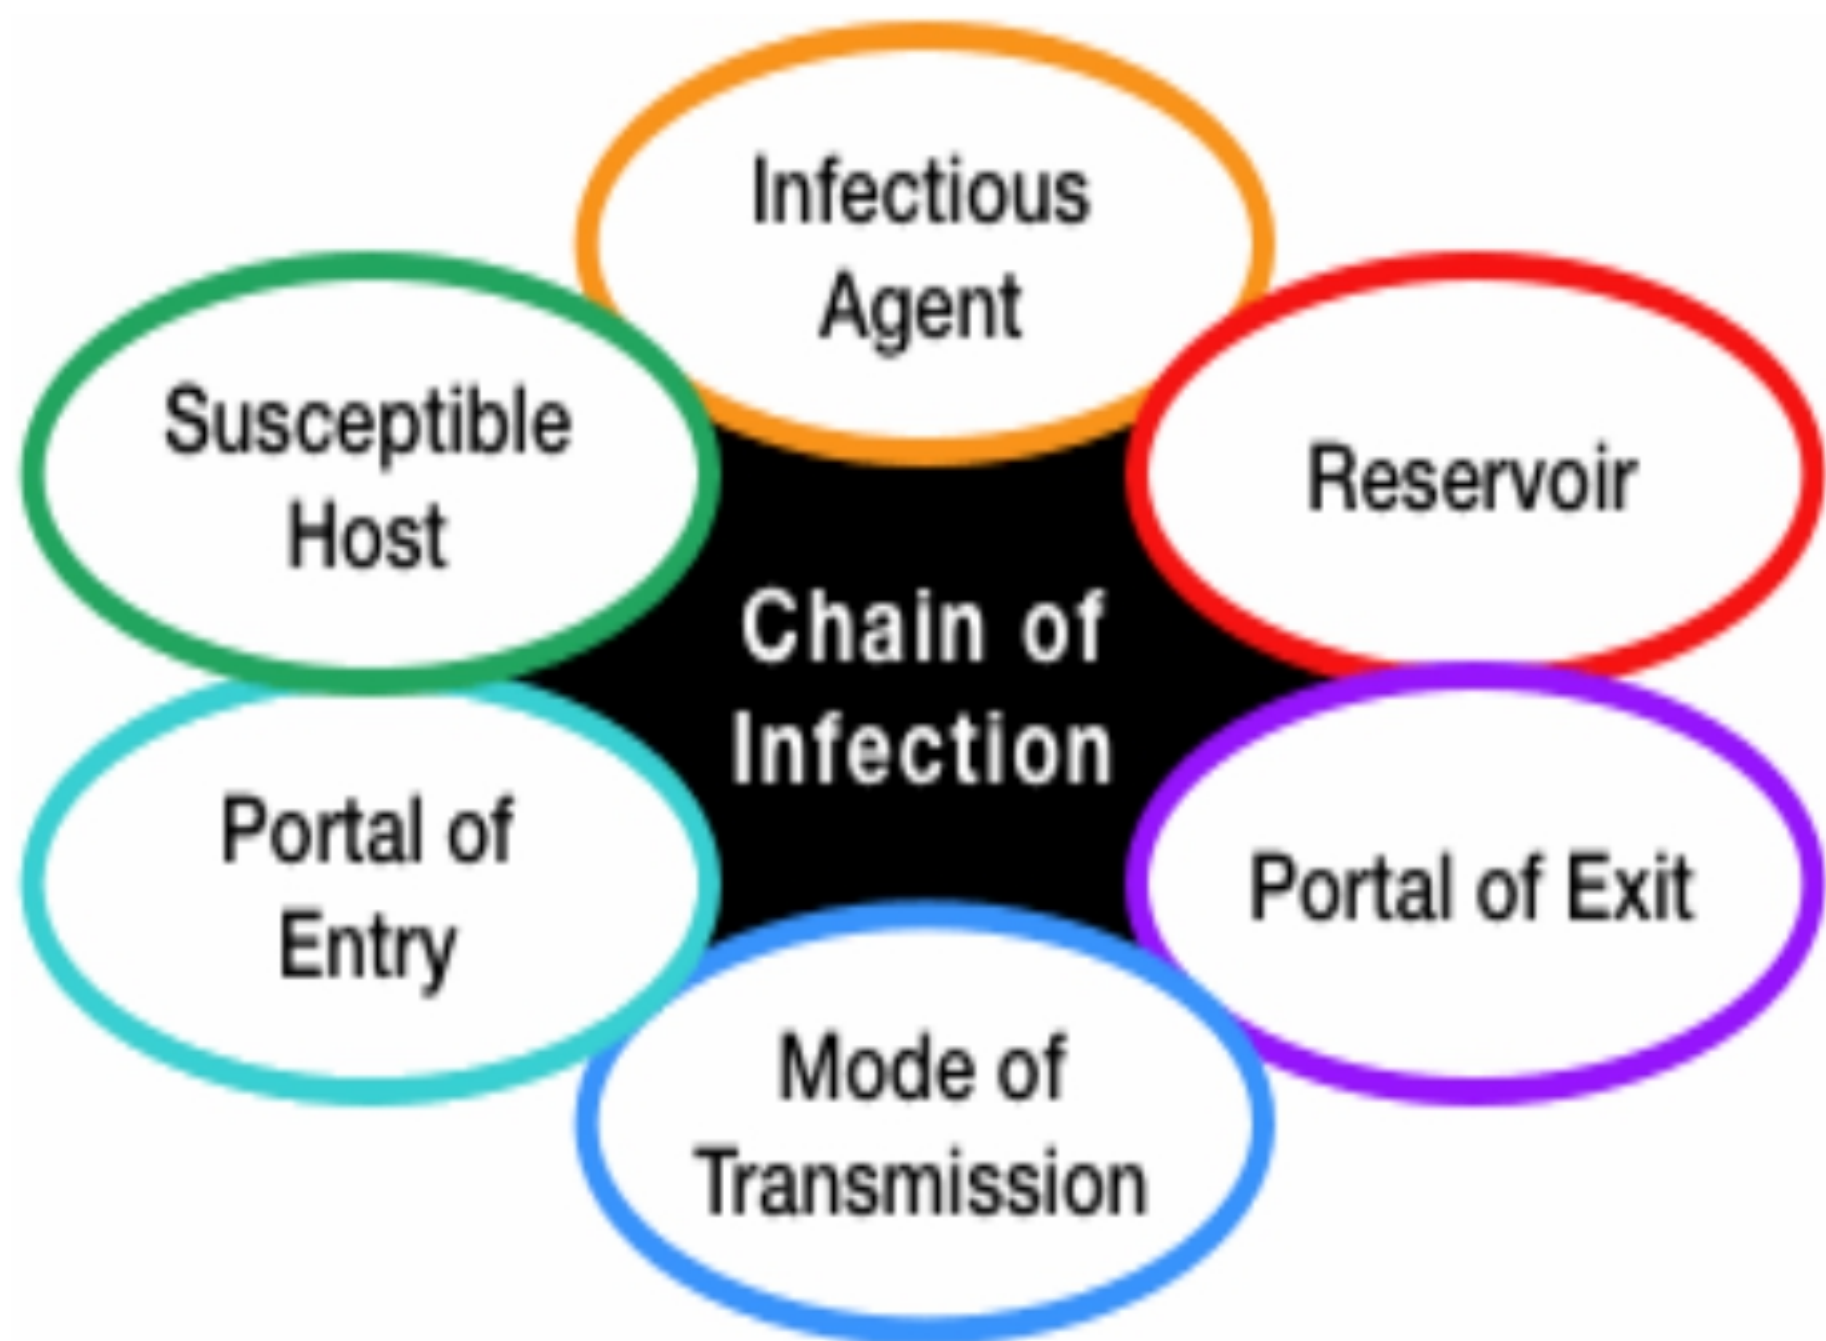 Infectious
Agent
Reservoir
Portal of Exit
Mode of
Transmission
Portal of
Entry
Susceptible
Host
Chain of
Infection